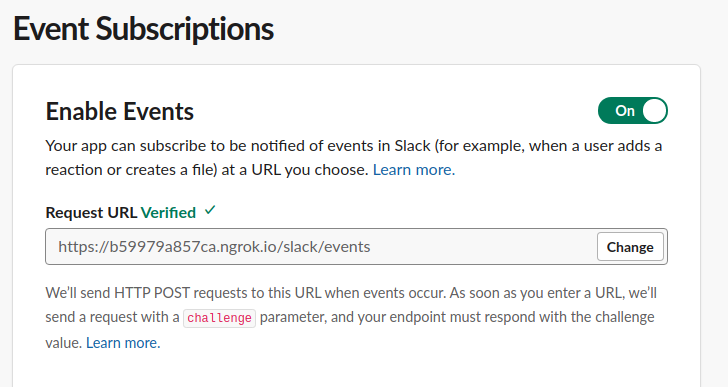 Event Subscriptions
Enable Events
On
Your app can subscribe to be notified of events in Slack (for example, when a user adds a
reaction or creates a file) at a URL you choose. Learn more.
Request URL Verified ✓
https://b59979a857ca.ngrok.io/slack/events
Change
We’ll send HTTP POST requests to this URL when events occur. As soon as you enter a URL, we’ll
send a request with a challenge parameter, and your endpoint must respond with the challenge
value. Learn more.